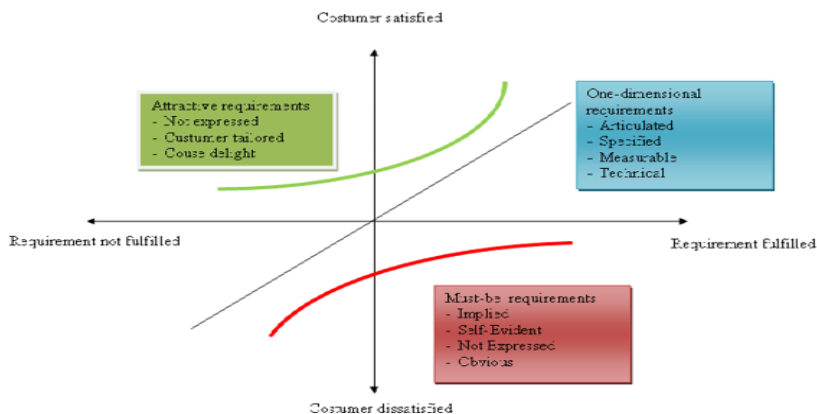 Costumer satisfied
Attractive requirements
- Not expressed
- Custumer tailored
- Couse delight
One-dimensional
requirements
- Articulated
- Specified
- Measurable
- Technical
Requirement not fulfilled
Requirement fulfilled
Must-be requirements
- Implied
- Self-Evident
- Not Expressed
- Obvious
Costumer dissatisfied